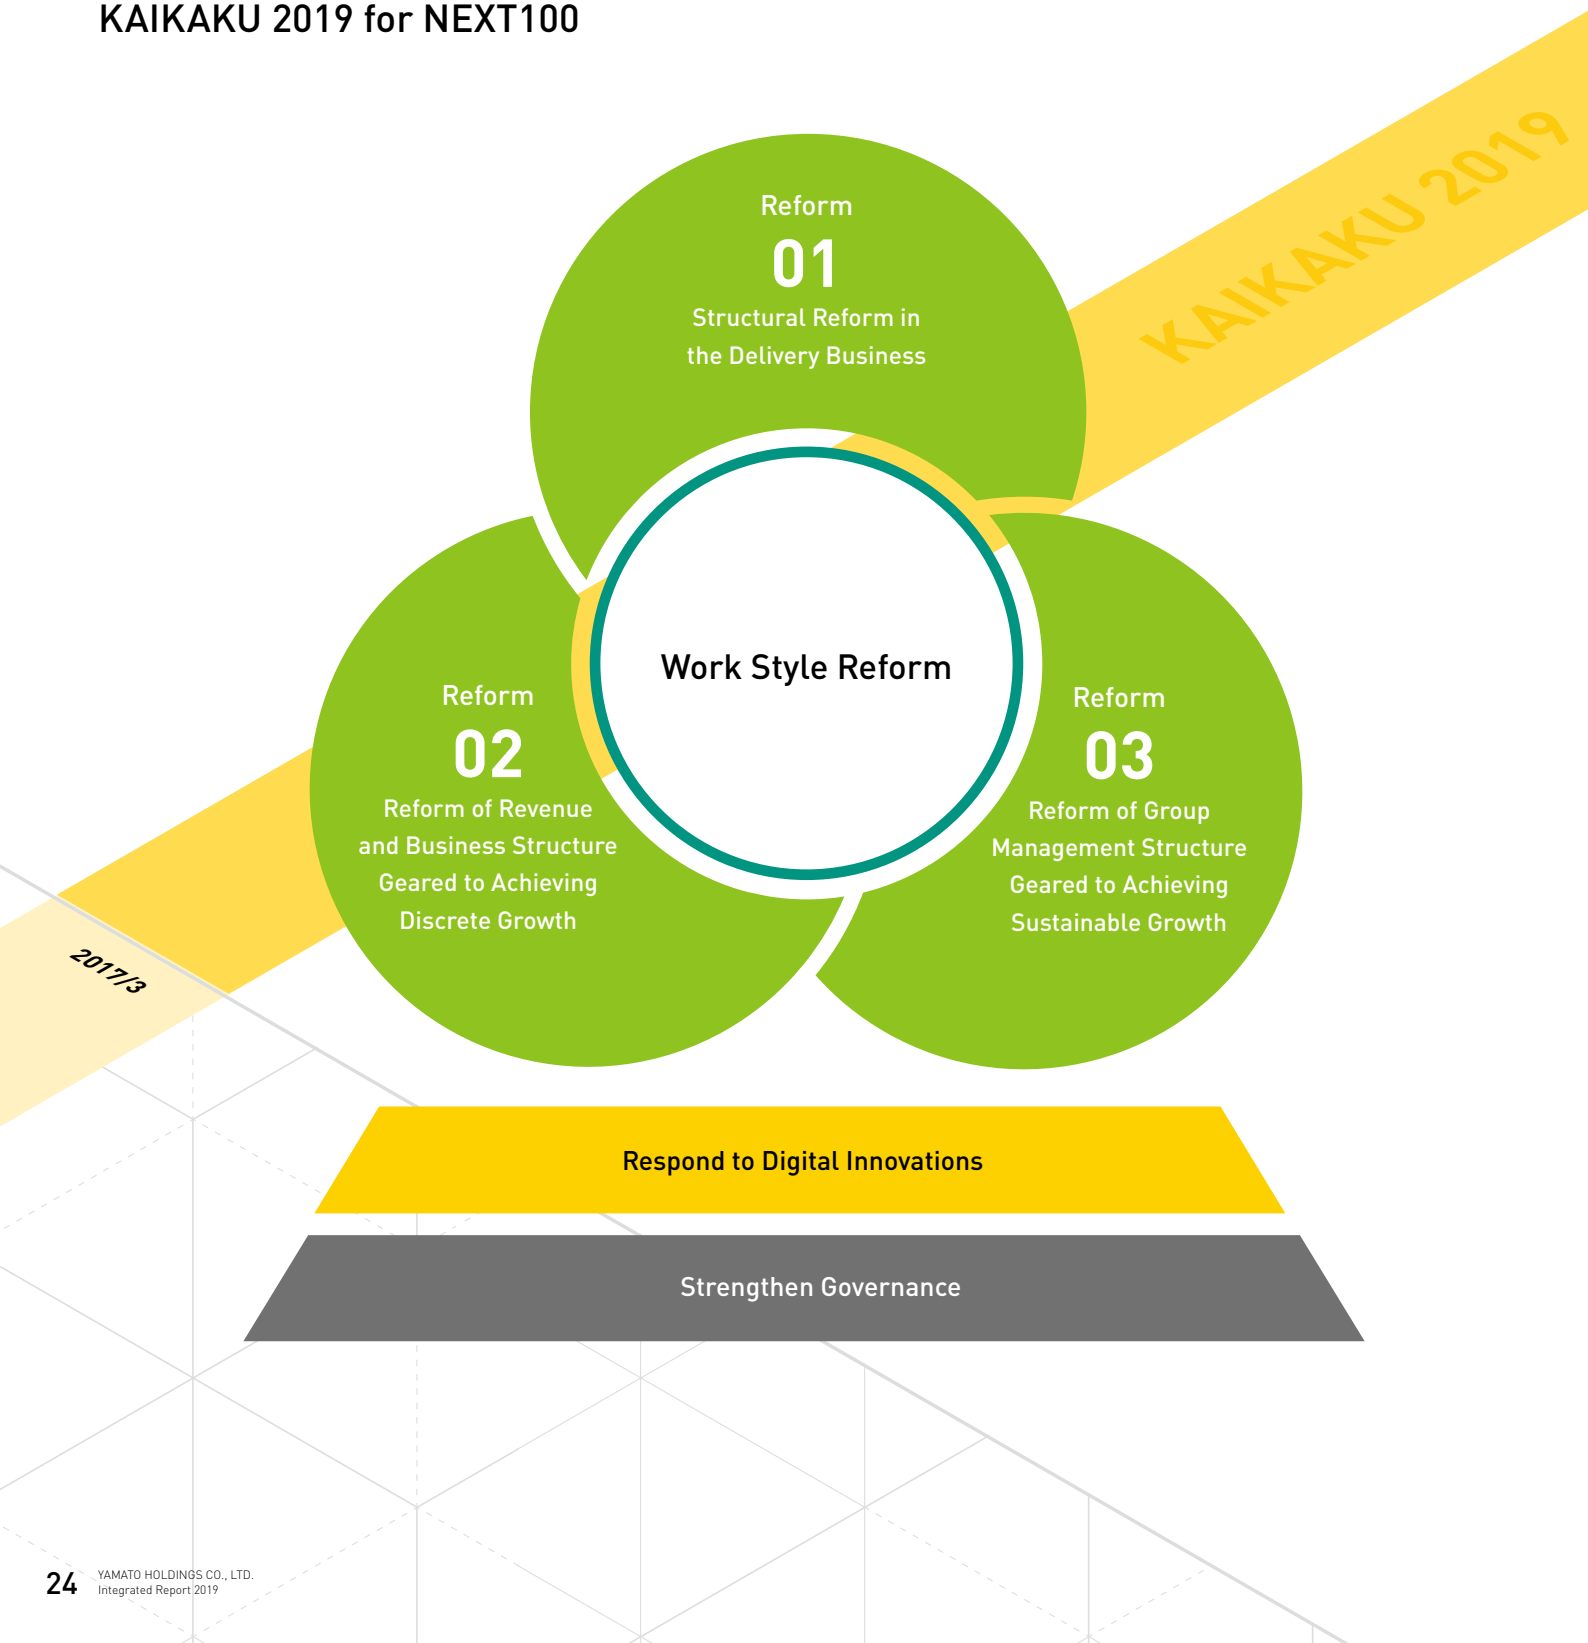 KAIKAKU 2019 for NEXT100
KAIKAKU 2019
Reform
01
Structural Reform in
the Delivery Business
Work Style Reform
Reform
02
Reform of Revenue
and Business Structure
Geared to Achieving
Discrete Growth
Reform
03
Reform of Group
Management Structure
Geared to Achieving
Sustainable Growth
2017/3
Respond to Digital Innovations
Strengthen Governance
24
YAMATO HOLDINGS CO., LTD.
Integrated Report 2019